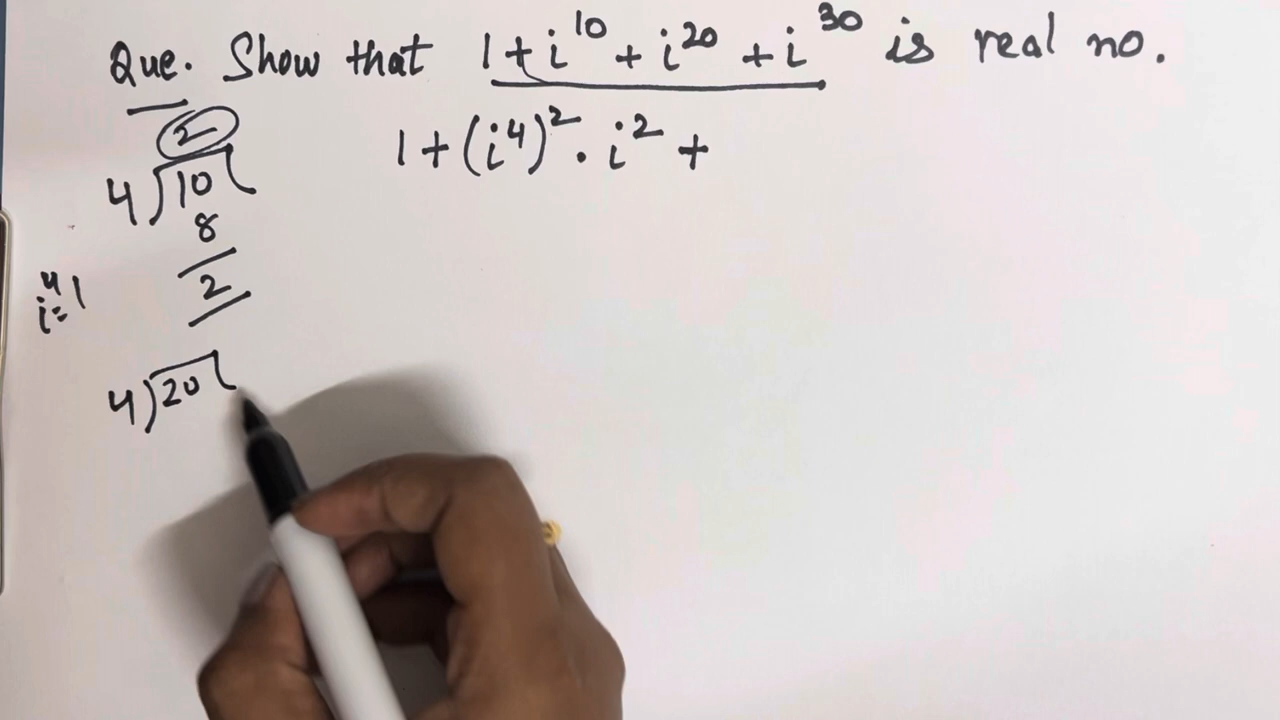 Que. Show that 1 + i^10 + i^20 + i^30 is real no.
1 + (i^4)^2 . i^2 +
2
4) 10 (
8
2
i^4 = 1
4) 20 (